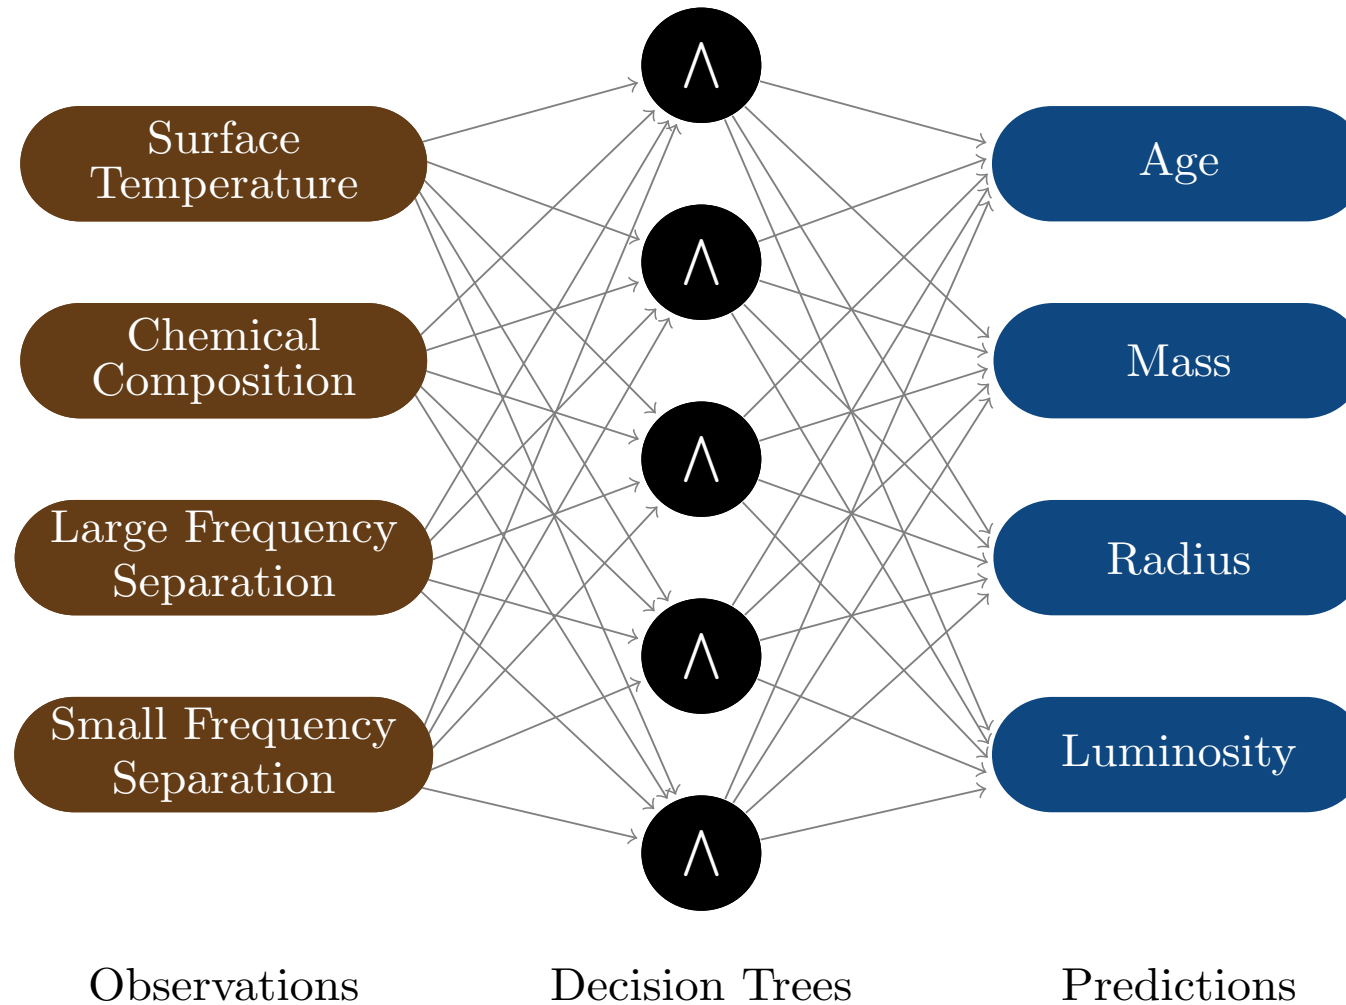 Surface
Temperature
Chemical
Composition
Large Frequency
Separation
Small Frequency
Separation
Λ
Λ
Λ
Λ
Λ
Age
Mass
Radius
Luminosity
Observations
Decision Trees
Predictions